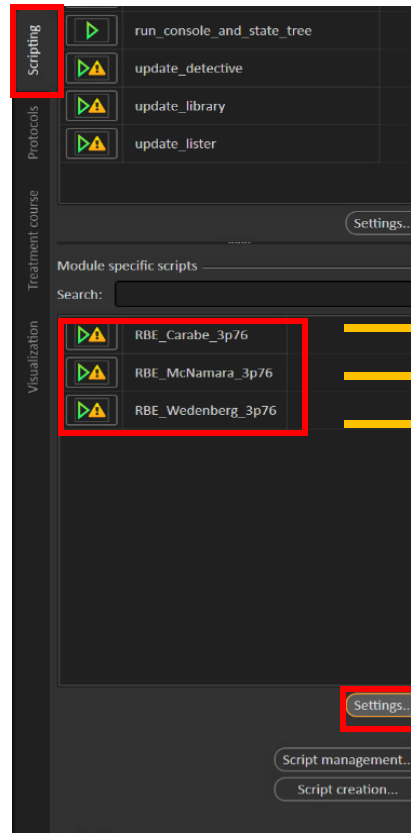 Scripting
Protocols
Treatment course
Visualization
run_console_and_state_tree
update_detective
update_library
update_lister
Settings...
Module specific scripts
Search:
RBE_Carabe_3p76
RBE_McNamara_3p76
RBE_Wedenberg_3p76
Settings...
Script management...
Script creation...